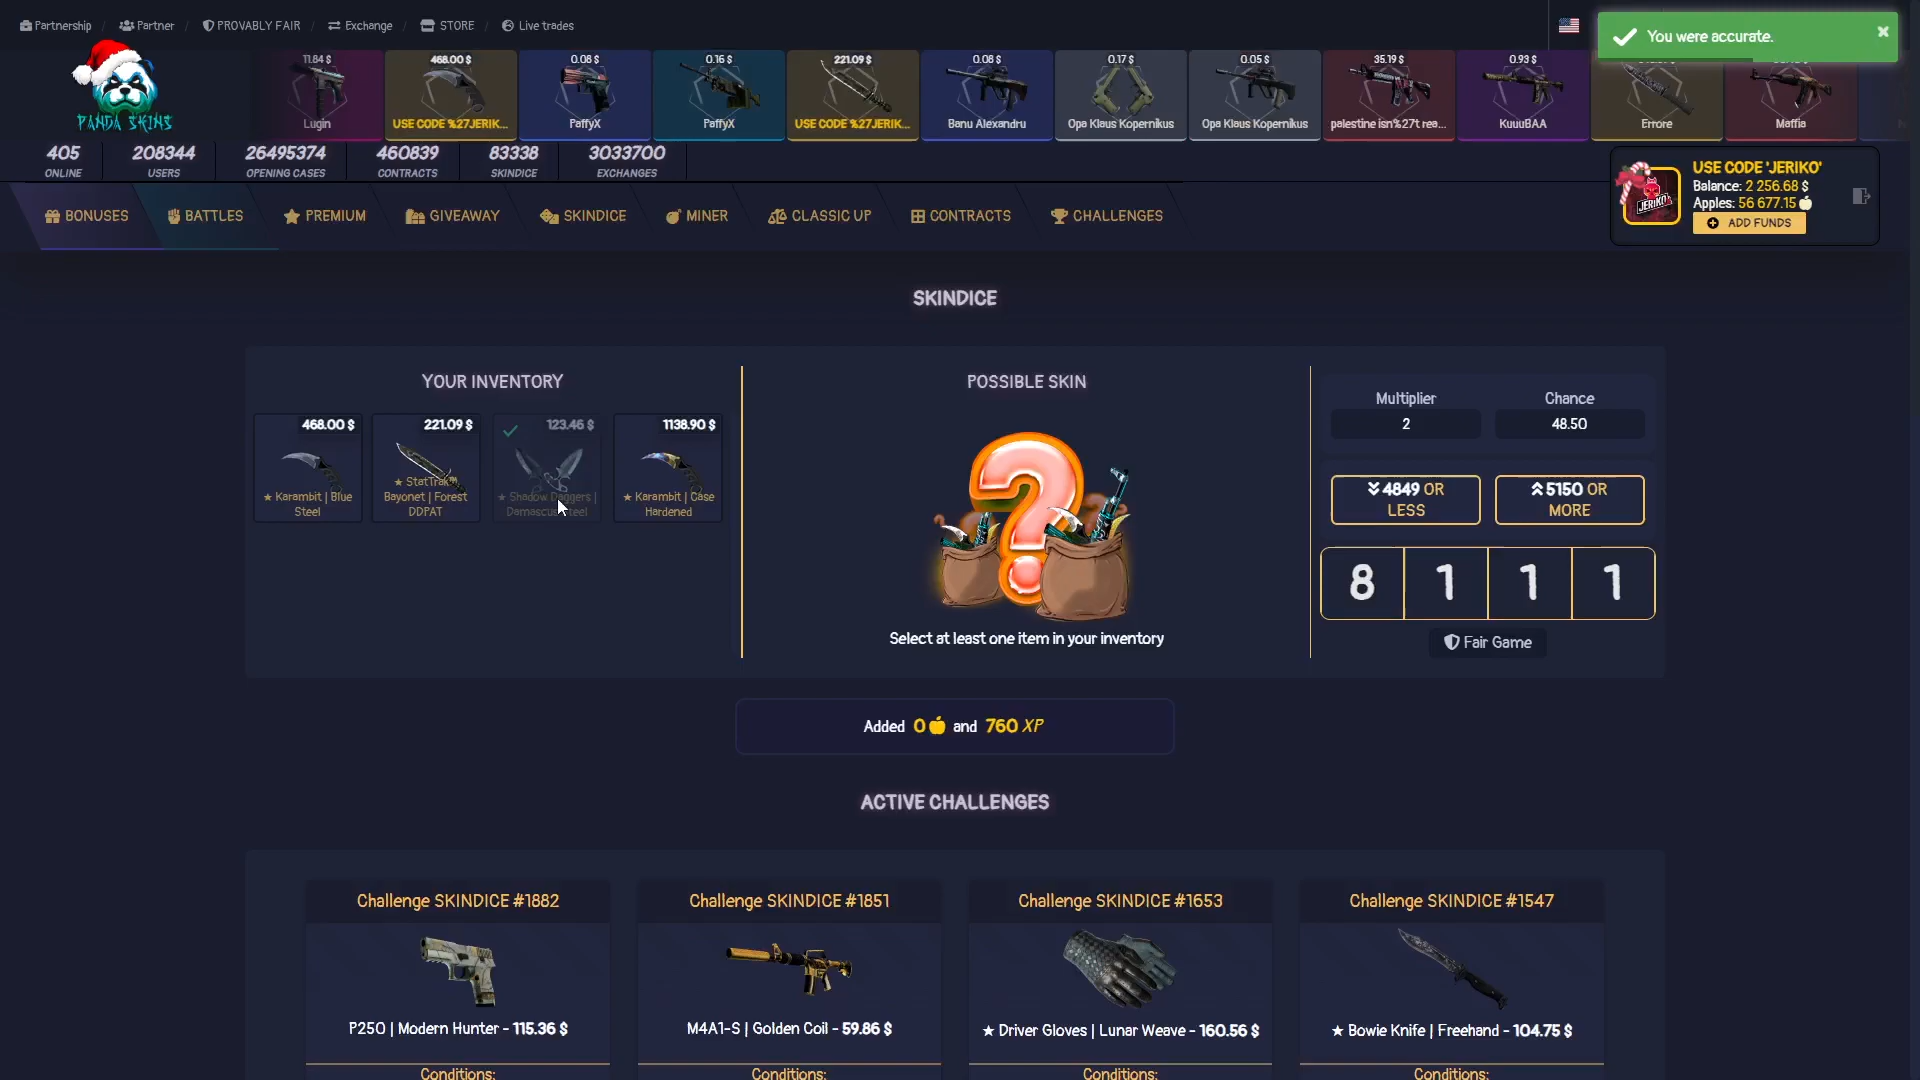 Partnership / Partner / PROVABLY FAIR / Exchange / STORE / Live trades
You were accurate.
PANDA SKINS
11.84 $
Lugin
468.00 $
USE CODE %27JERIK...
0.08 $
PaffyX
0.16 $
PaffyX
221.09 $
USE CODE %27JERIK...
0.08 $
Banu Alexandru
0.17 $
Opa Klaus Kopernikus
0.05 $
Opa Klaus Kopernikus
35.19 $
palestine isn%27t rea...
0.93 $
KuuuBAA
Errore
Maffia
405
ONLINE
208344
USERS
26495374
OPENING CASES
460839
CONTRACTS
83338
SKINDICE
3033700
EXCHANGES
USE CODE 'JERIKO'
Balance: 2 256.68 $
Apples: 56 677.15
ADD FUNDS
JERIKO
BONUSES
BATTLES
PREMIUM
GIVEAWAY
SKINDICE
MINER
CLASSIC UP
CONTRACTS
CHALLENGES
SKINDICE
YOUR INVENTORY
468.00 $
★ Karambit | Blue
Steel
221.09 $
★ StatTrak™
Bayonet | Forest
DDPAT
123.46 $
★ Shadow Daggers |
Damascus Steel
1138.90 $
★ Karambit | Case
Hardened
POSSIBLE SKIN
Select at least one item in your inventory
Multiplier
2
Chance
48.50
4849 OR
LESS
5150 OR
MORE
8 1 1 1
Fair Game
Added 0 and 760 XP
ACTIVE CHALLENGES
Challenge SKINDICE #1882
P250 | Modern Hunter - 115.36 $
Conditions:
Challenge SKINDICE #1851
M4A1-S | Golden Coil - 59.86 $
Conditions:
Challenge SKINDICE #1653
★ Driver Gloves | Lunar Weave - 160.56 $
Conditions:
Challenge SKINDICE #1547
★ Bowie Knife | Freehand - 104.75 $
Conditions: